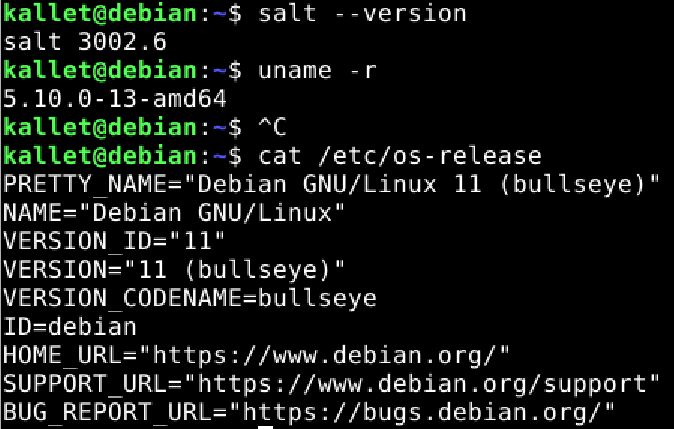 kallet@debian:~$ salt --version
salt 3002.6
kallet@debian:~$ uname -r
5.10.0-13-amd64
kallet@debian:~$ ^C
kallet@debian:~$ cat /etc/os-release
PRETTY_NAME="Debian GNU/Linux 11 (bullseye)"
NAME="Debian GNU/Linux"
VERSION_ID="11"
VERSION="11 (bullseye)"
VERSION_CODENAME=bullseye
ID=debian
HOME_URL="https://www.debian.org/"
SUPPORT_URL="https://www.debian.org/support"
BUG_REPORT_URL="https://bugs.debian.org/"